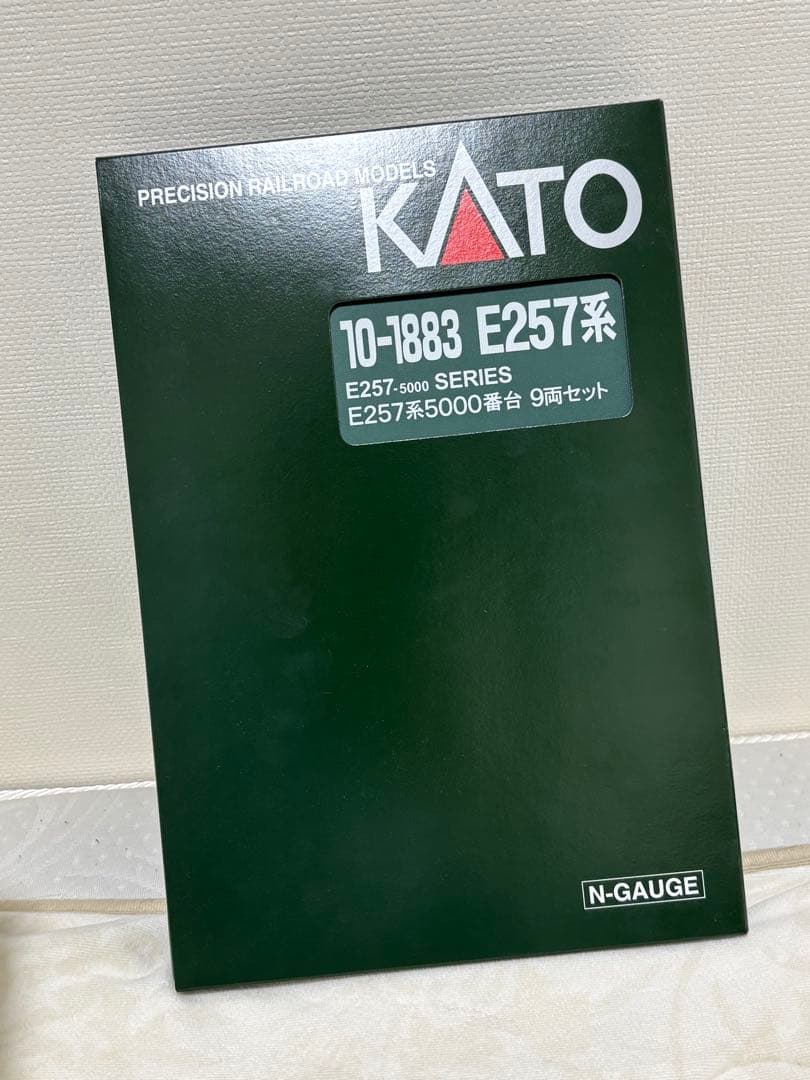 PRECISION RAILROAD MODELS
KATO
10-1883 E257系
E257-5000 SERIES
E257系5000番台 9両セット
N-GAUGE